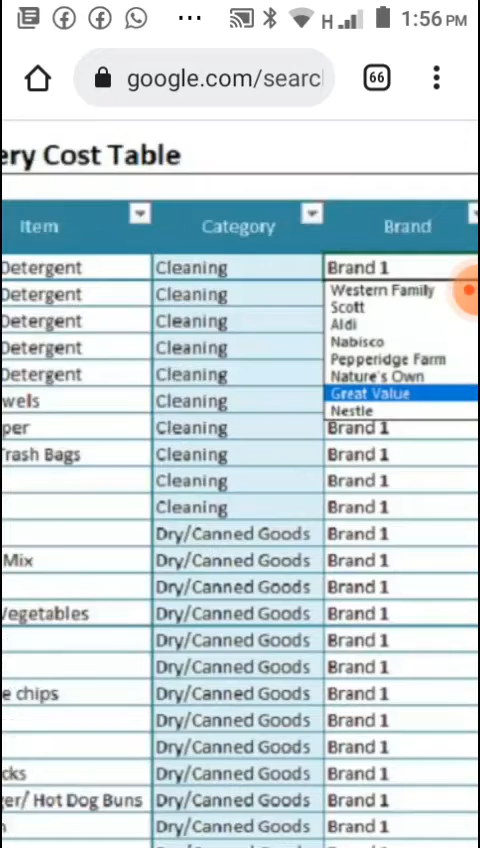 H 1:56 PM
google.com/searc
66
ery Cost Table
Item Category Brand
Detergent Cleaning Brand 1
Detergent Cleaning Western Family
Scott
Detergent Cleaning Aldi
Detergent Cleaning Nabisco
Pepperidge Farm
Detergent Cleaning Nature's Own
wels Cleaning Great Value
Nestle
per Cleaning Brand 1
Trash Bags Cleaning Brand 1
Cleaning Brand 1
Cleaning Brand 1
Dry/Canned Goods Brand 1
Mix Dry/Canned Goods Brand 1
Dry/Canned Goods Brand 1
Vegetables Dry/Canned Goods Brand 1
Dry/Canned Goods Brand 1
Dry/Canned Goods Brand 1
e chips Dry/Canned Goods Brand 1
Dry/Canned Goods Brand 1
Dry/Canned Goods Brand 1
cks Dry/Canned Goods Brand 1
ger/ Hot Dog Buns Dry/Canned Goods Brand 1
Dry/Canned Goods Brand 1